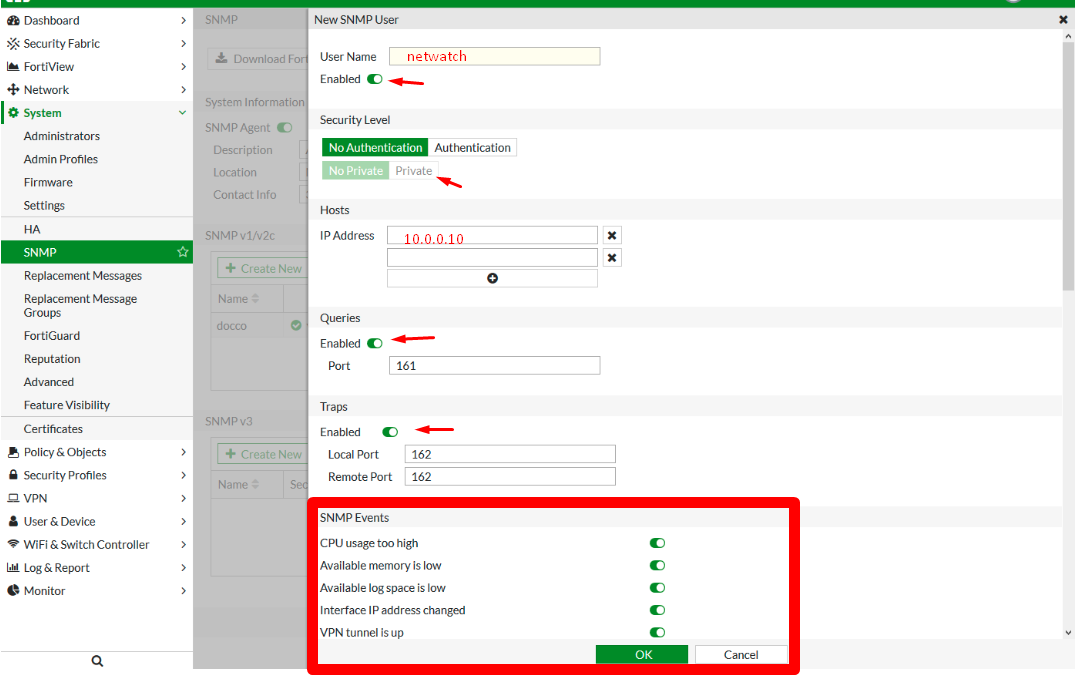 Dashboard
Security Fabric
FortiView
Network
System
Administrators
Admin Profiles
Firmware
Settings
HA
SNMP
Replacement Messages
Replacement Message
Groups
FortiGuard
Reputation
Advanced
Feature Visibility
Certificates
Policy & Objects
Security Profiles
VPN
User & Device
WiFi & Switch Controller
Log & Report
Monitor
SNMP
Download Fort
System Information
SNMP Agent
Description
Location
Contact Info
SNMP v1/v2c
Create New
Name
docco
SNMP v3
Create New
Name Sec
New SNMP User
User Name netwatch
Enabled
Security Level
No Authentication Authentication
No Private Private
Hosts
IP Address 10.0.0.10
Queries
Enabled
Port 161
Traps
Enabled
Local Port 162
Remote Port 162
SNMP Events
CPU usage too high
Available memory is low
Available log space is low
Interface IP address changed
VPN tunnel is up
OK Cancel